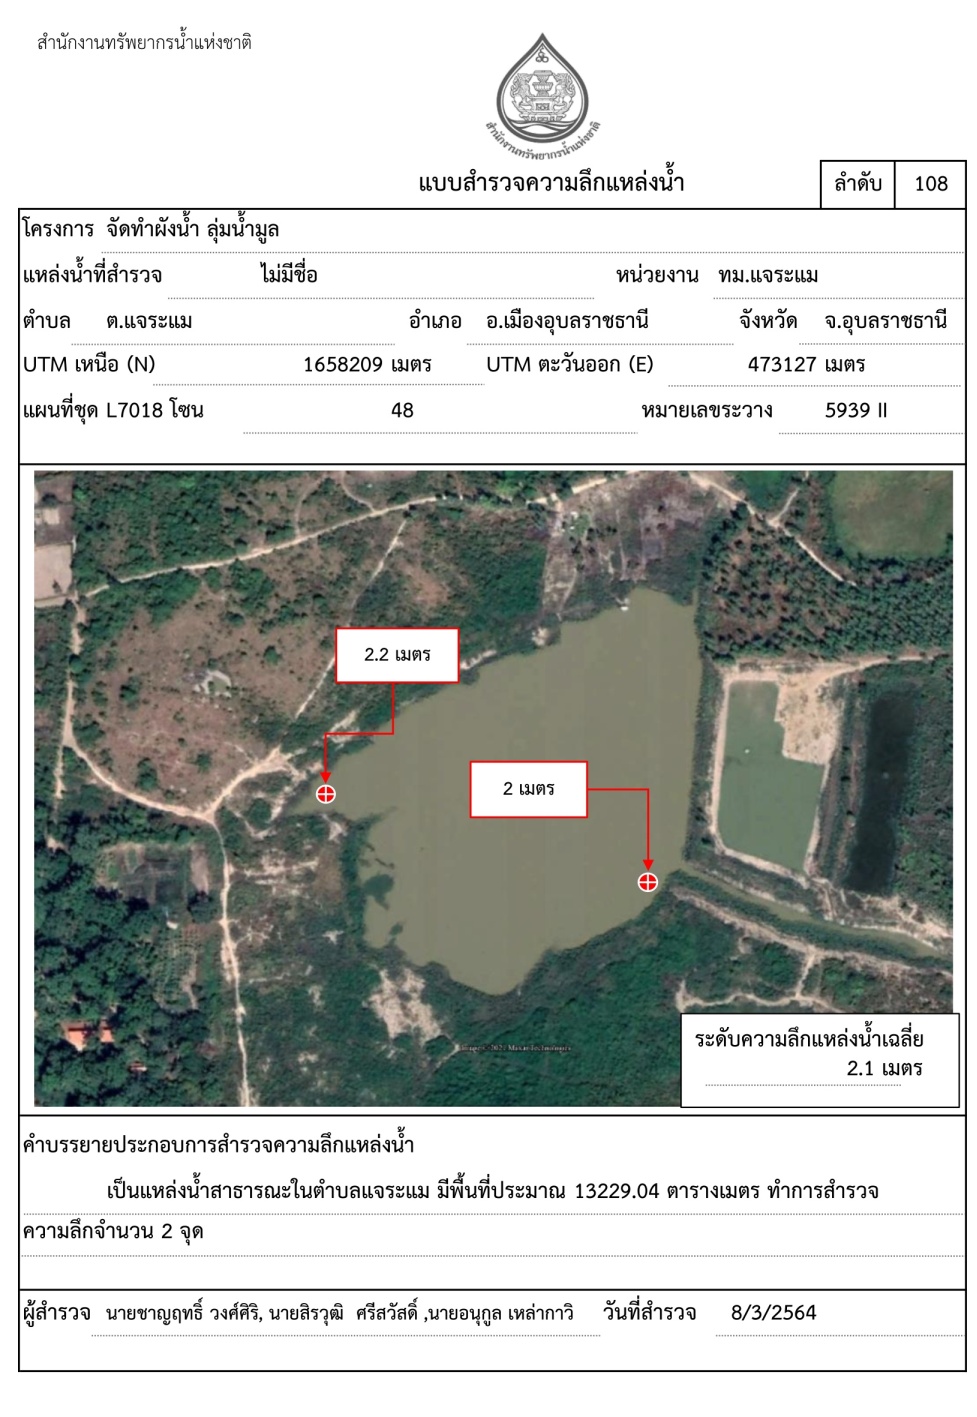 สำนักงานทรัพยากรน้ำแห่งชาติ
สำนักงานทรัพยากรน้ำแห่งชาติ
แบบสำรวจความลึกแหล่งน้ำ
ลำดับ 108
โครงการ จัดทำผังน้ำ ลุ่มน้ำมูล
แหล่งน้ำที่สำรวจ ไม่มีชื่อ หน่วยงาน ทม.แจระแม
ตำบล ต.แจระแม อำเภอ อ.เมืองอุบลราชธานี จังหวัด จ.อุบลราชธานี
UTM เหนือ (N) 1658209 เมตร UTM ตะวันออก (E) 473127 เมตร
แผนที่ชุด L7018 โซน 48 หมายเลขระวาง 5939 II
2.2 เมตร
2 เมตร
Image © 2021 Maxar Technologies
ระดับความลึกแหล่งน้ำเฉลี่ย
2.1 เมตร
คำบรรยายประกอบการสำรวจความลึกแหล่งน้ำ
เป็นแหล่งน้ำสาธารณะในตำบลแจระแม มีพื้นที่ประมาณ 13229.04 ตารางเมตร ทำการสำรวจ
ความลึกจำนวน 2 จุด
ผู้สำรวจ นายชาญฤทธิ์ วงศ์ศิริ, นายสิรวุฒิ ศรีสวัสดิ์ ,นายอนุกูล เหล่ากาวิ วันที่สำรวจ 8/3/2564